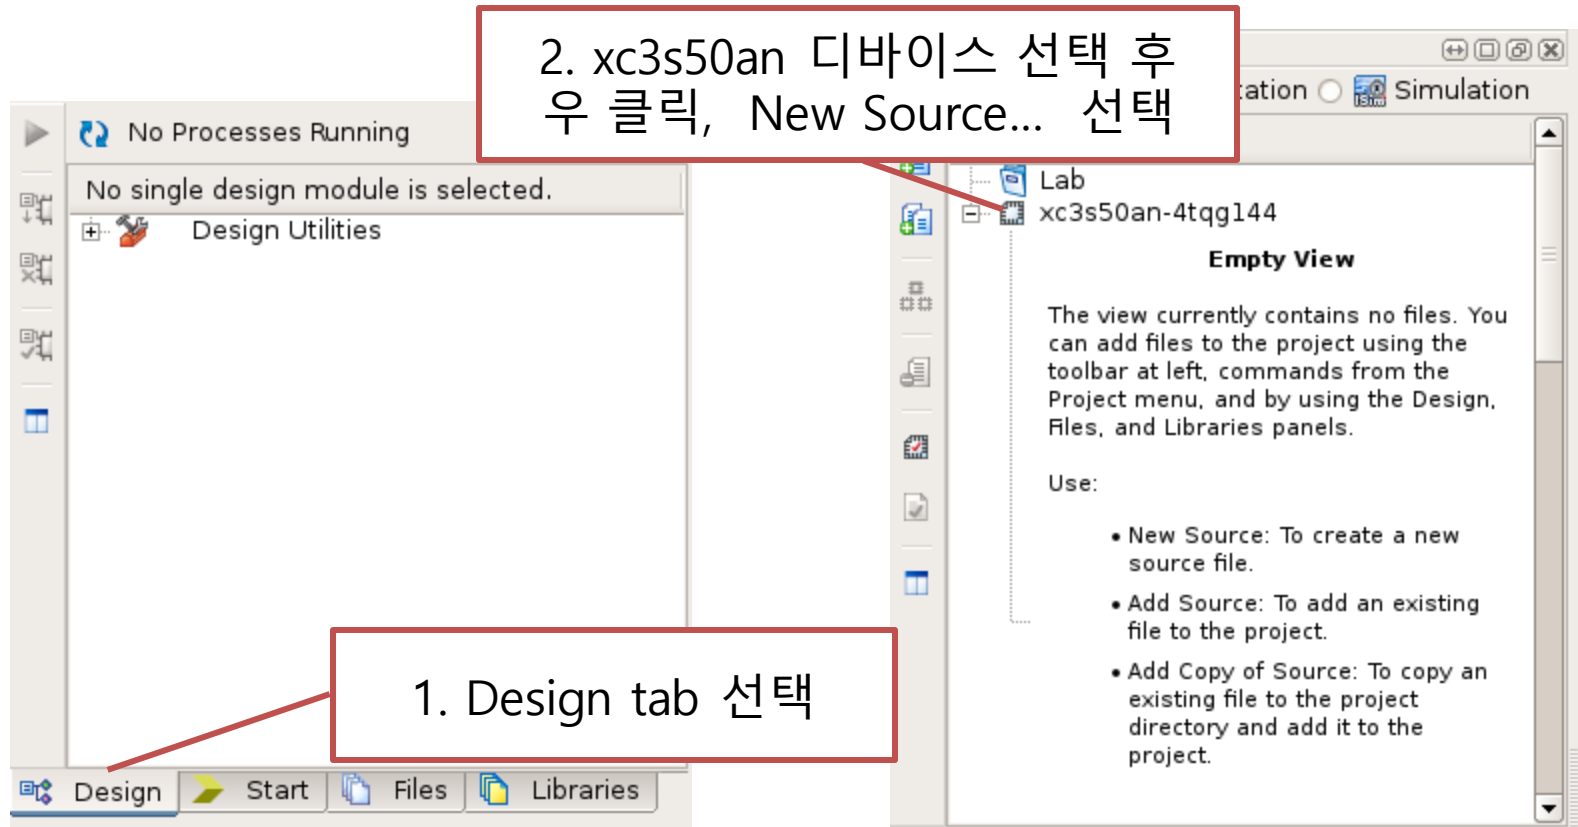 2. xc3s50an 디바이스 선택 후
우 클릭, New Source... 선택
tation Simulation
No Processes Running
No single design module is selected.
Design Utilities
Lab
xc3s50an-4tqg144
Empty View
The view currently contains no files. You
can add files to the project using the
toolbar at left, commands from the
Project menu, and by using the Design,
Files, and Libraries panels.
Use:
• New Source: To create a new
source file.
• Add Source: To add an existing
file to the project.
• Add Copy of Source: To copy an
existing file to the project
directory and add it to the
project.
1. Design tab 선택
Design Start Files Libraries